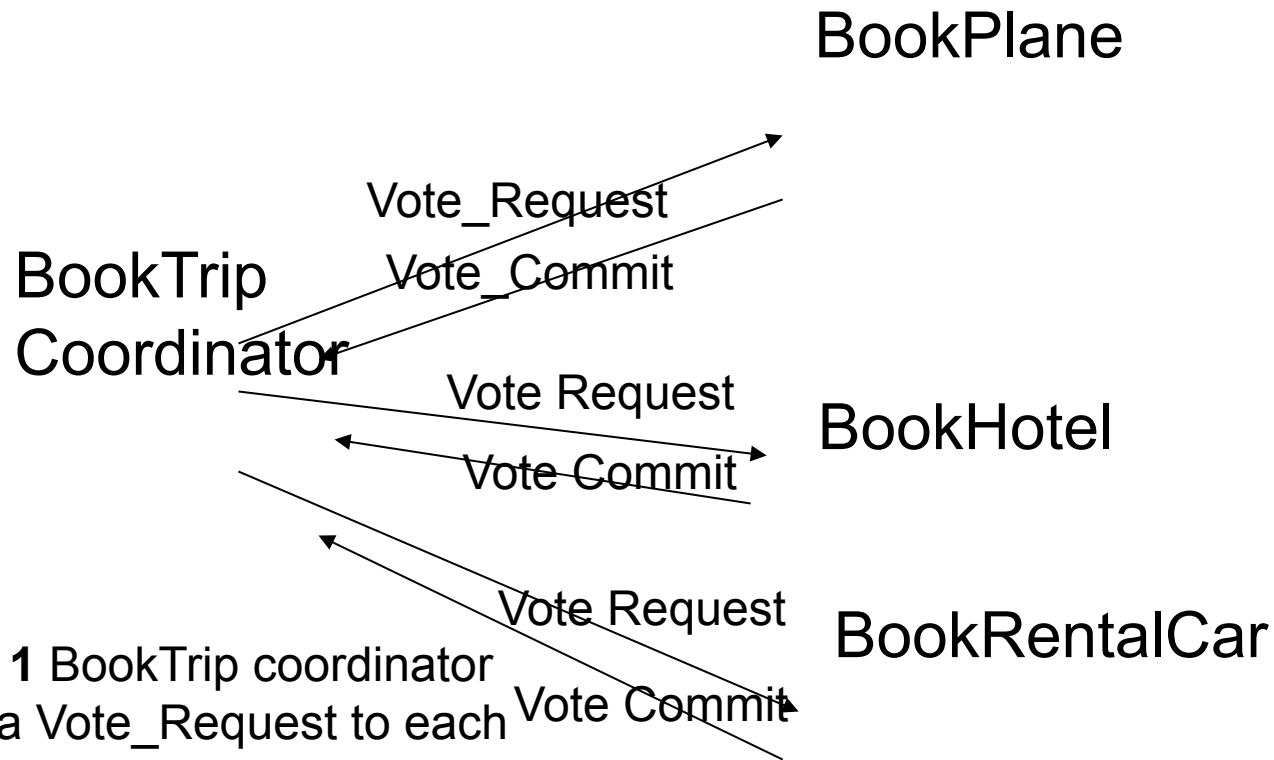 BookPlane
Vote_Request
Vote_Commit
BookTrip
Coordinator
Vote Request
Vote Commit
BookHotel
Vote Request
Vote Commit
BookRentalCar
1 BookTrip coordinator
a Vote_Request to each